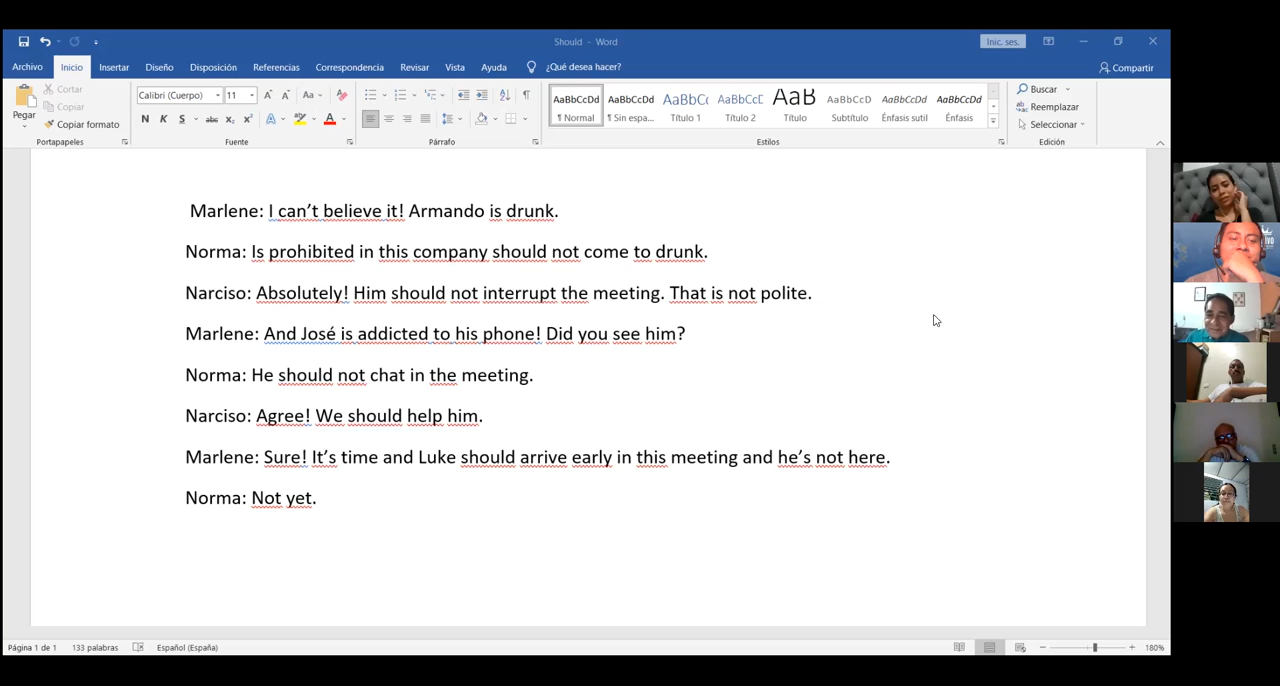 Should - Word
Inic. ses.
Archivo Inicio Insertar Diseño Disposición Referencias Correspondencia Revisar Vista Ayuda ¿Qué desea hacer? Compartir
Pegar
Cortar
Copiar
Copiar formato
Portapapeles
Calibri (Cuerpo) 11 A A Aa
N K S abc x₂ x² A A
Fuente
Párrafo
AaBbCcDd AaBbCcDd AaBbC( AaBbCcC AaB AaBbCcD AaBbCcDd AaBbCcDd
¶ Normal ¶ Sin espa... Título 1 Título 2 Título Subtítulo Énfasis sutil Énfasis
Estilos
Buscar
Reemplazar
Seleccionar
Edición
Marlene: I can’t believe it! Armando is drunk.
Norma: Is prohibited in this company should not come to drunk.
Narciso: Absolutely! Him should not interrupt the meeting. That is not polite.
Marlene: And José is addicted to his phone! Did you see him?
Norma: He should not chat in the meeting.
Narciso: Agree! We should help him.
Marlene: Sure! It’s time and Luke should arrive early in this meeting and he’s not here.
Norma: Not yet.
Página 1 de 1 133 palabras Español (España) 180%